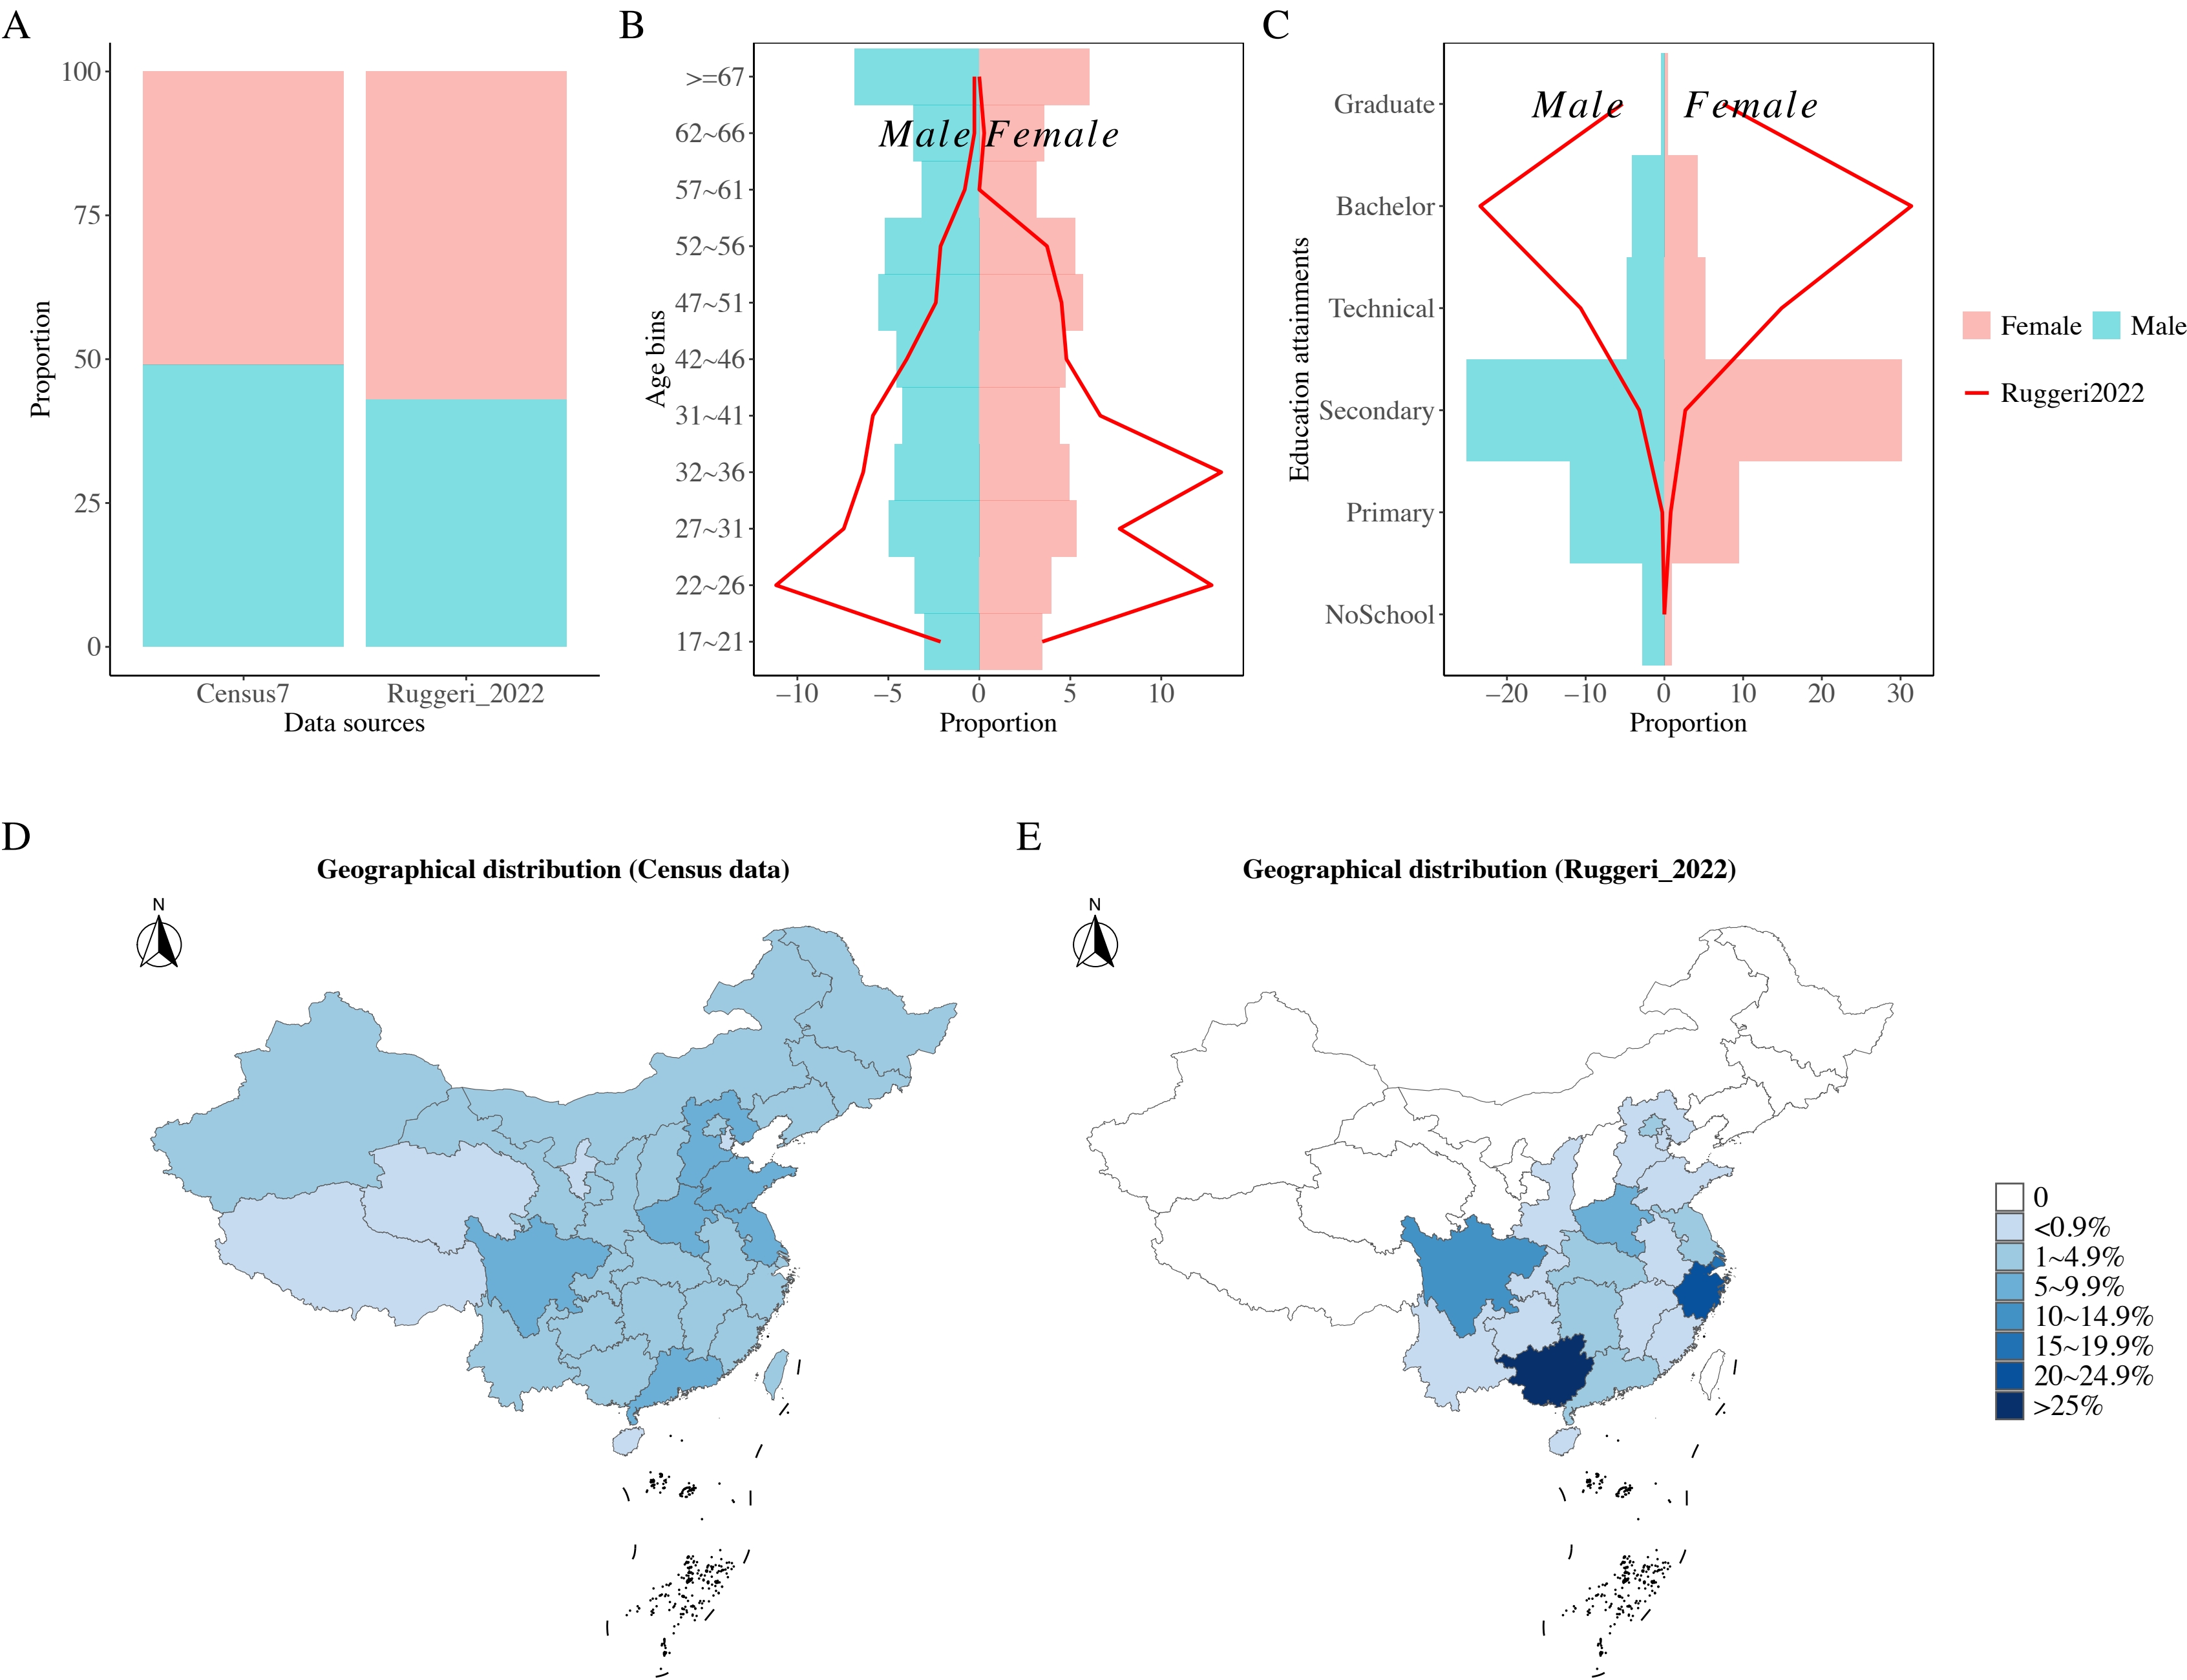 A
100
75
50
25
0
Proportion
Census7
Ruggeri_2022
Data sources
B
>=67
62~66
57~61
52~56
47~51
42~46
31~41
32~36
27~31
22~26
17~21
Age bins
Male
Female
−10
−5
0
5
10
Proportion
C
Graduate
Bachelor
Technical
Secondary
Primary
NoSchool
Education attainments
Male
Female
−20
−10
0
10
20
30
Proportion
Female
Male
Ruggeri2022
D
Geographical distribution (Census data)
N
E
Geographical distribution (Ruggeri_2022)
N
0
<0.9%
1~4.9%
5~9.9%
10~14.9%
15~19.9%
20~24.9%
>25%